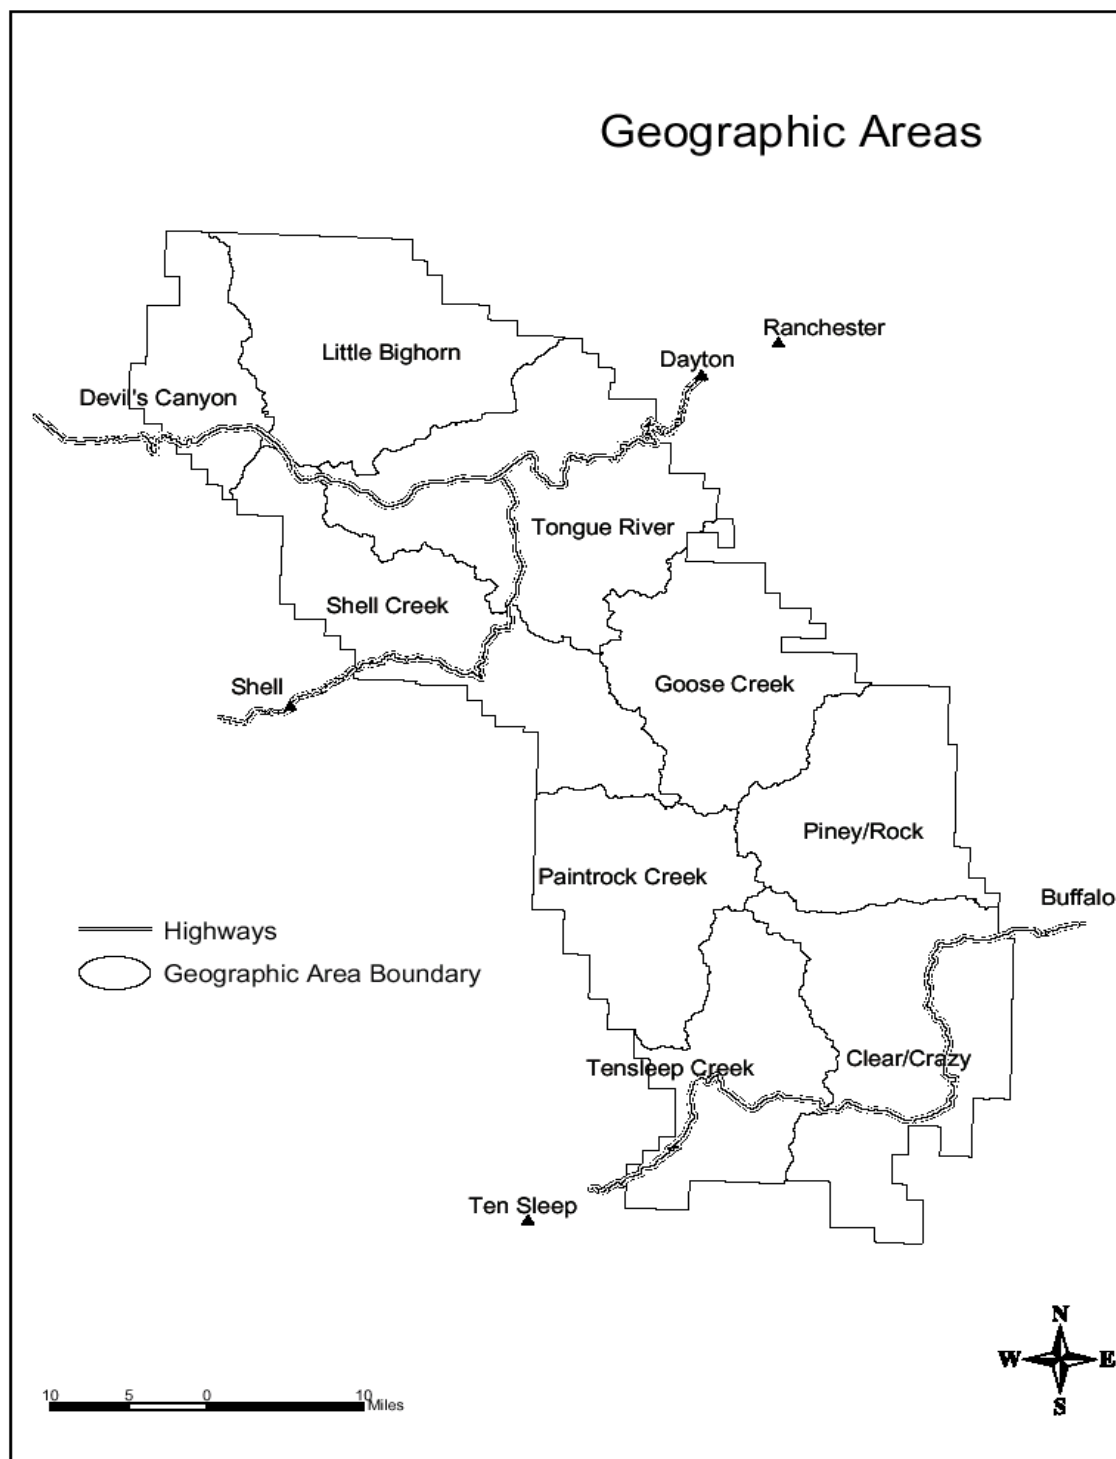 Geographic Areas
Ranchester
Little Bighorn
Dayton
Devil's Canyon
Tongue River
Shell Creek
Shell
Goose Creek
Piney/Rock
Paintrock Creek
Buffalo
Highways
Geographic Area Boundary
Clear/Crazy
Tensleep Creek
Ten Sleep
N
W E
S
10 5 0 10
Miles